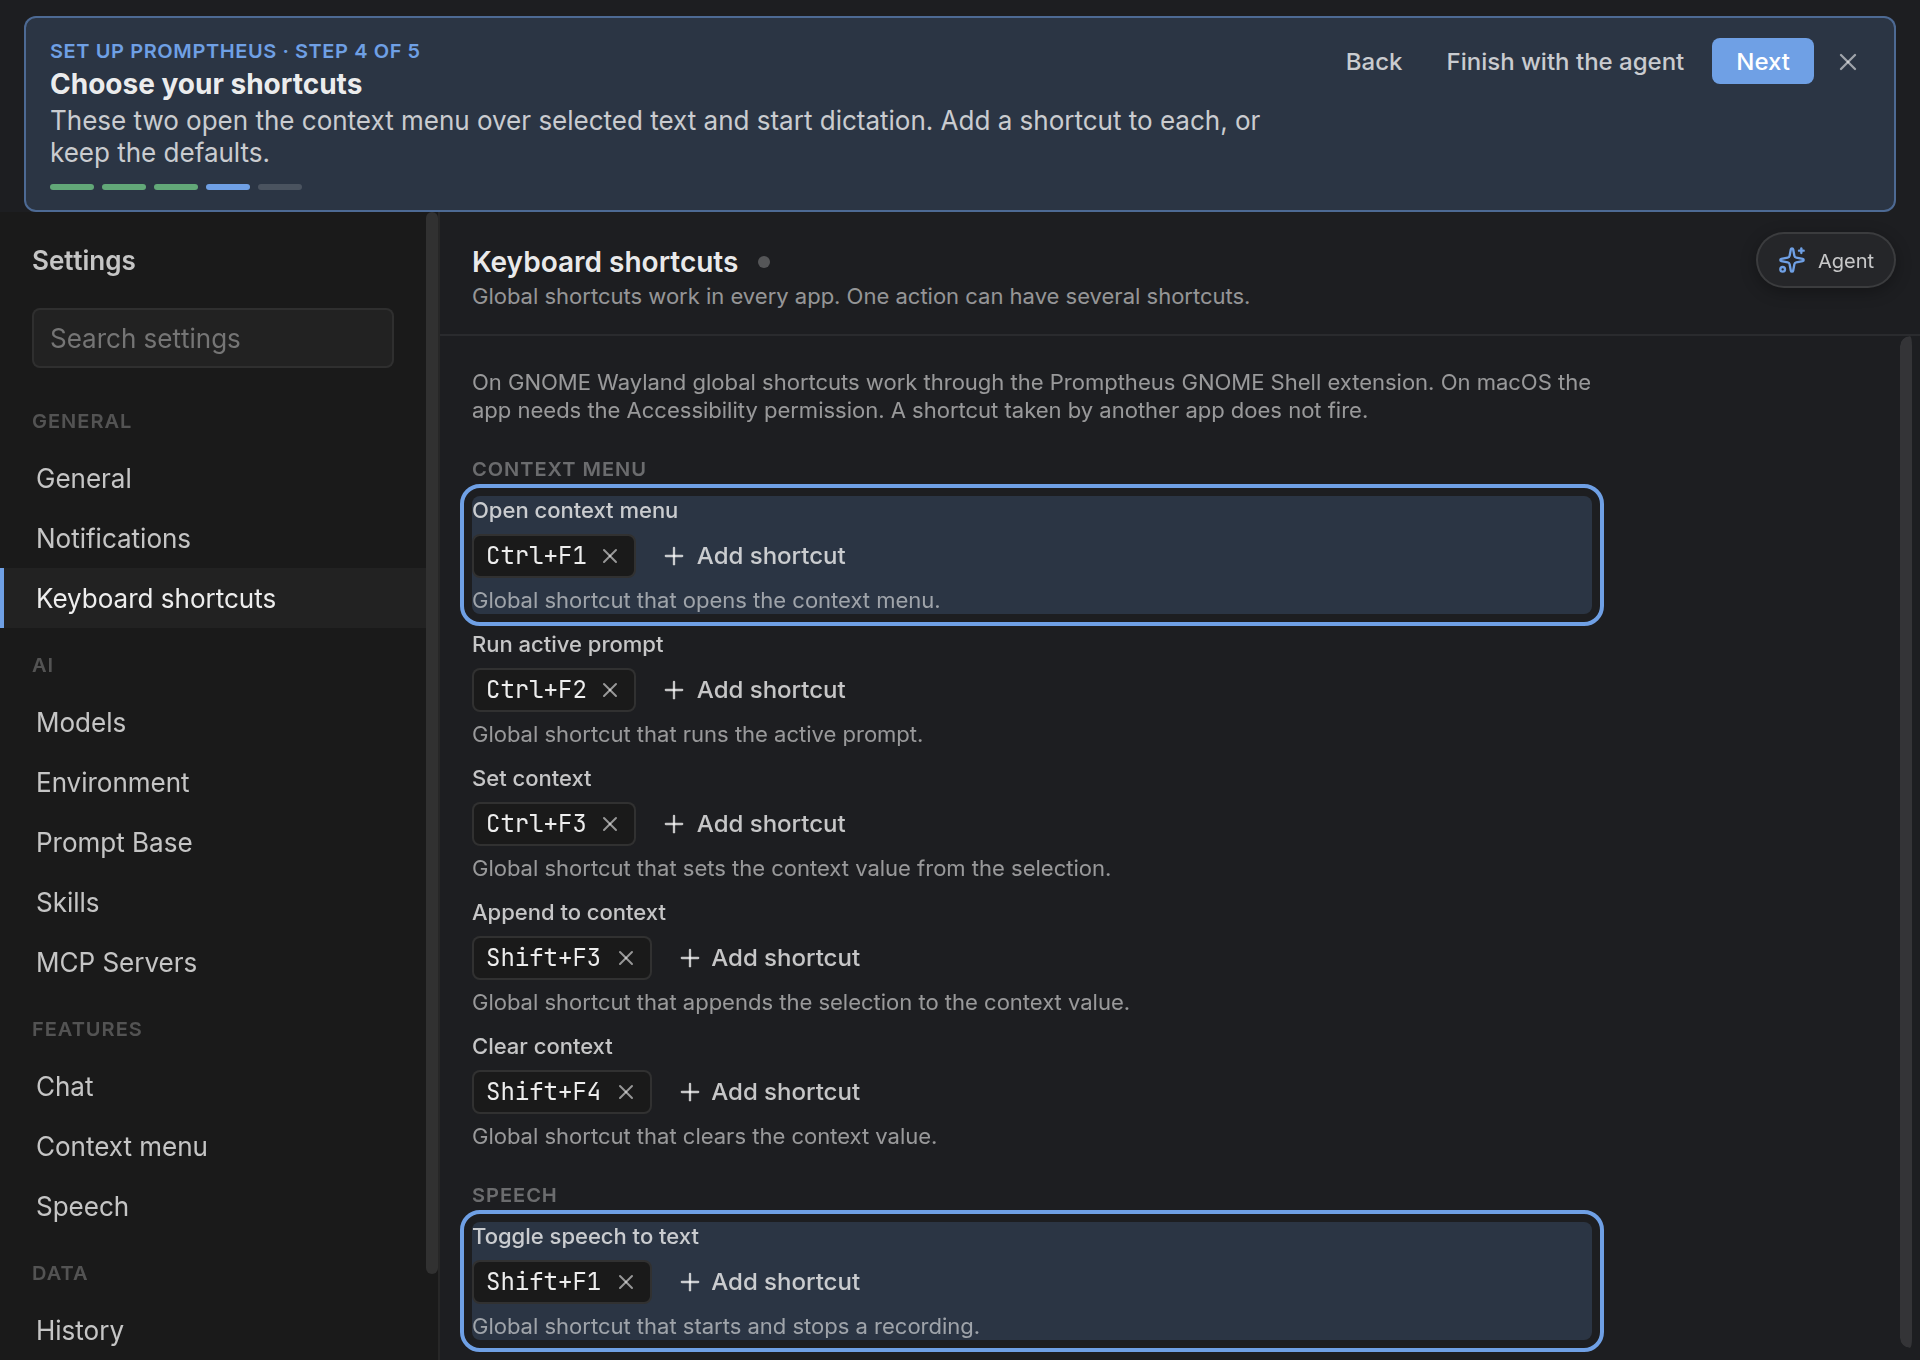 SET UP PROMPTHEUS · STEP 4 OF 5
Choose your shortcuts
These two open the context menu over selected text and start dictation. Add a shortcut to each, or
keep the defaults.
Back
Finish with the agent
Next
Settings
Search settings
GENERAL
General
Notifications
Keyboard shortcuts
AI
Models
Environment
Prompt Base
Skills
MCP Servers
FEATURES
Chat
Context menu
Speech
DATA
History
Keyboard shortcuts
Global shortcuts work in every app. One action can have several shortcuts.
Agent
On GNOME Wayland global shortcuts work through the Promptheus GNOME Shell extension. On macOS the
app needs the Accessibility permission. A shortcut taken by another app does not fire.
CONTEXT MENU
Open context menu
Ctrl+F1
Add shortcut
Global shortcut that opens the context menu.
Run active prompt
Ctrl+F2
Add shortcut
Global shortcut that runs the active prompt.
Set context
Ctrl+F3
Add shortcut
Global shortcut that sets the context value from the selection.
Append to context
Shift+F3
Add shortcut
Global shortcut that appends the selection to the context value.
Clear context
Shift+F4
Add shortcut
Global shortcut that clears the context value.
SPEECH
Toggle speech to text
Shift+F1
Add shortcut
Global shortcut that starts and stops a recording.